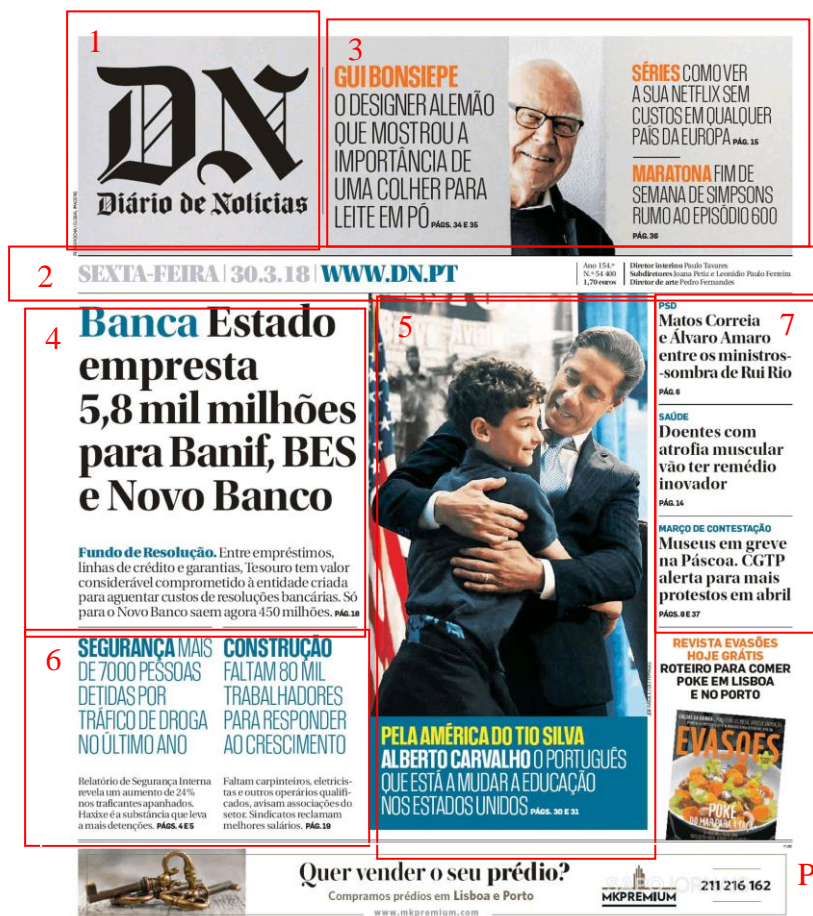 1
DN
Diário de Notícias
3
GUI BONSIEPE
O DESIGNER ALEMÃO
QUE MOSTROU A
IMPORTÂNCIA DE
UMA COLHER PARA
LEITE EM PÓ PÁGS. 34 E 35
SÉRIES COMO VER
A SUA NETFLIX SEM
CUSTOS EM QUALQUER
PAÍS DA EUROPA PÁG. 15
MARATONA FIM DE
SEMANA DE SIMPSONS
RUMO AO EPISÓDIO 600
PÁG. 36
2
SEXTA-FEIRA | 30.3.18 | WWW.DN.PT
Ano 154.º
N.º 54 400
1,70 euros
Diretor interino Paulo Tavares
Subdiretores Joana Petiz e Leonídio Paulo Ferreira
Diretor de arte Pedro Fernandes
4
Banca Estado
empresta
5,8 mil milhões
para Banif, BES
e Novo Banco
Fundo de Resolução. Entre empréstimos,
linhas de crédito e garantias, Tesouro tem valor
considerável comprometido à entidade criada
para aguentar custos de resoluções bancárias. Só
para o Novo Banco saem agora 450 milhões. PÁG.18
5
PELA AMÉRICA DO TIO SILVA
ALBERTO CARVALHO O PORTUGUÊS
QUE ESTÁ A MUDAR A EDUCAÇÃO
NOS ESTADOS UNIDOS PÁGS. 30 E 31
7
PSD
Matos Correia
e Álvaro Amaro
entre os ministros-
-sombra de Rui Rio
PÁG. 6
SAÚDE
Doentes com
atrofia muscular
vão ter remédio
inovador
PÁG. 14
MARÇO DE CONTESTAÇÃO
Museus em greve
na Páscoa. CGTP
alerta para mais
protestos em abril
PÁGS. 8 E 37
6
SEGURANÇA MAIS
DE 7000 PESSOAS
DETIDAS POR
TRÁFICO DE DROGA
NO ÚLTIMO ANO
Relatório de Segurança Interna
revela um aumento de 24%
nos traficantes apanhados.
Haxixe é a substância que leva
a mais detenções. PÁGS. 4 E 5
CONSTRUÇÃO
FALTAM 80 MIL
TRABALHADORES
PARA RESPONDER
AO CRESCIMENTO
Faltam carpinteiros, eletricis-
tas e outros operários qualifi-
cados, avisam associações do
setor. Sindicatos reclamam
melhores salários. PÁG. 19
REVISTA EVASÕES
HOJE GRÁTIS
ROTEIRO PARA COMER
POKE EM LISBOA
E NO PORTO
EVASÕES
POKE
DO MAR PARA A TAÇA
PUB
Quer vender o seu prédio?
Compramos prédios em Lisboa e Porto
www.mkpremium.com
MKPREMIUM
211 216 162
P